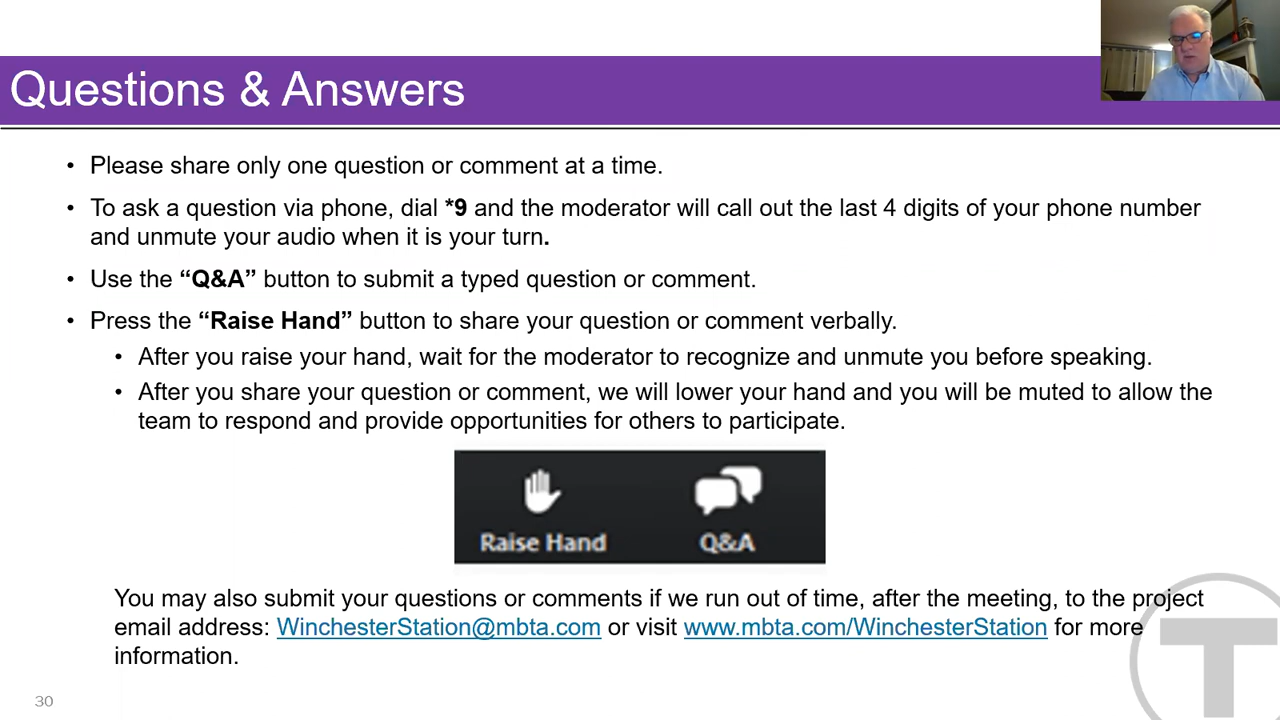 Questions & Answers
• Please share only one question or comment at a time.
• To ask a question via phone, dial *9 and the moderator will call out the last 4 digits of your phone number
and unmute your audio when it is your turn.
• Use the “Q&A” button to submit a typed question or comment.
• Press the “Raise Hand” button to share your question or comment verbally.
• After you raise your hand, wait for the moderator to recognize and unmute you before speaking.
• After you share your question or comment, we will lower your hand and you will be muted to allow the
team to respond and provide opportunities for others to participate.
Raise Hand Q&A
You may also submit your questions or comments if we run out of time, after the meeting, to the project
email address: WinchesterStation@mbta.com or visit www.mbta.com/WinchesterStation for more
information.
30
T